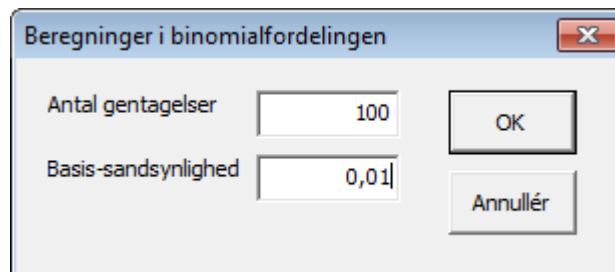 Beregninger i binomialfordelingen
Antal gentagelser 100
OK
Basis-sandsynlighed 0,01
Annullér